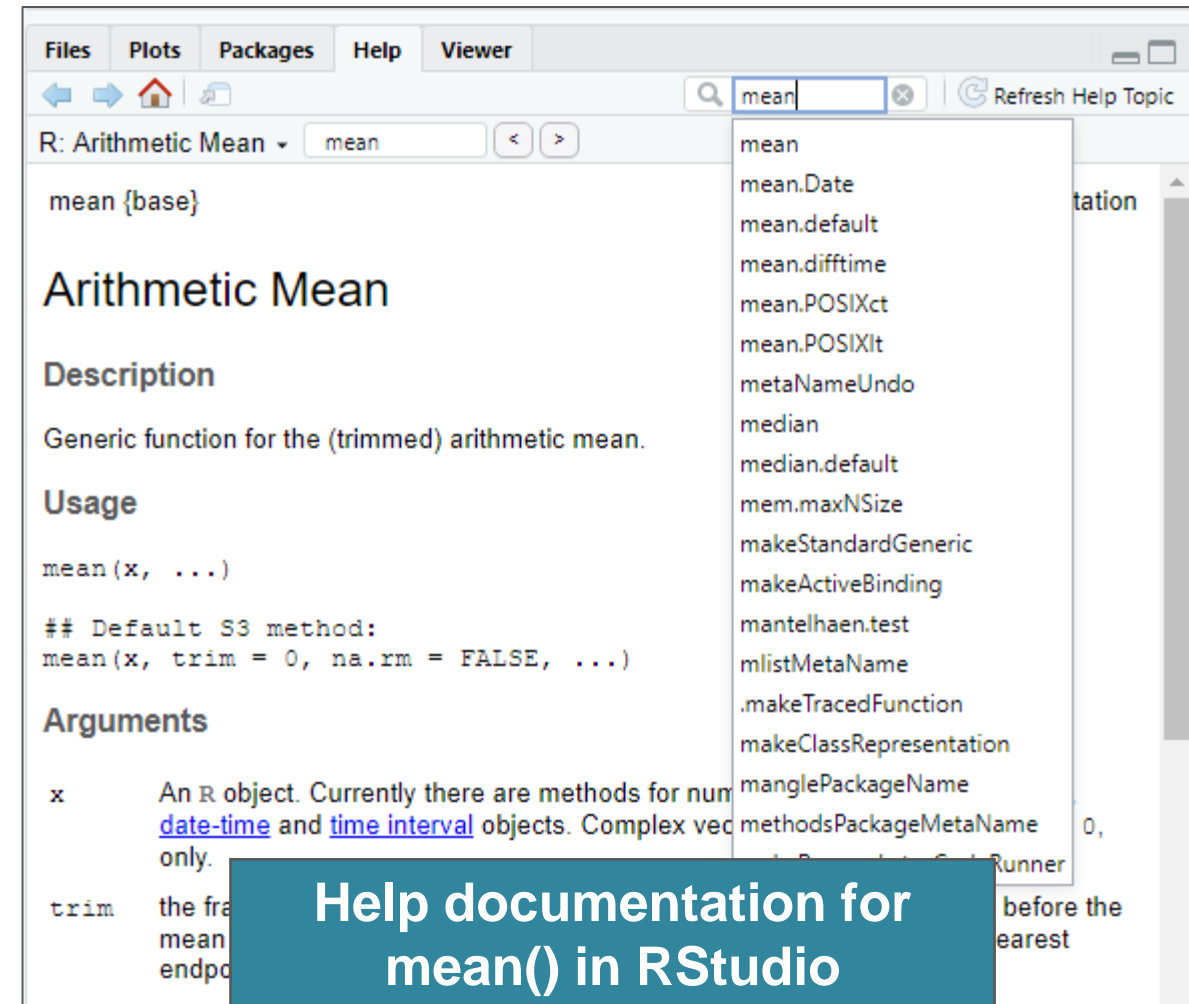 Files Plots Packages Help Viewer
mean Refresh Help Topic
R: Arithmetic Mean mean < >
mean {base} tation
mean
mean.Date
mean.default
mean.difftime
mean.POSIXct
mean.POSIXlt
metaNameUndo
median
median.default
mem.maxNSize
makeStandardGeneric
makeActiveBinding
mantelhaen.test
mlistMetaName
.makeTracedFunction
makeClassRepresentation
manglePackageName
methodsPackageMetaName
Runner
Arithmetic Mean
Description
Generic function for the (trimmed) arithmetic mean.
Usage
mean(x, ...)
## Default S3 method:
mean(x, trim = 0, na.rm = FALSE, ...)
Arguments
x An R object. Currently there are methods for num
date-time and time interval objects. Complex vec 0,
only.
trim the fra before the
mean earest
endpo
Help documentation for
mean() in RStudio